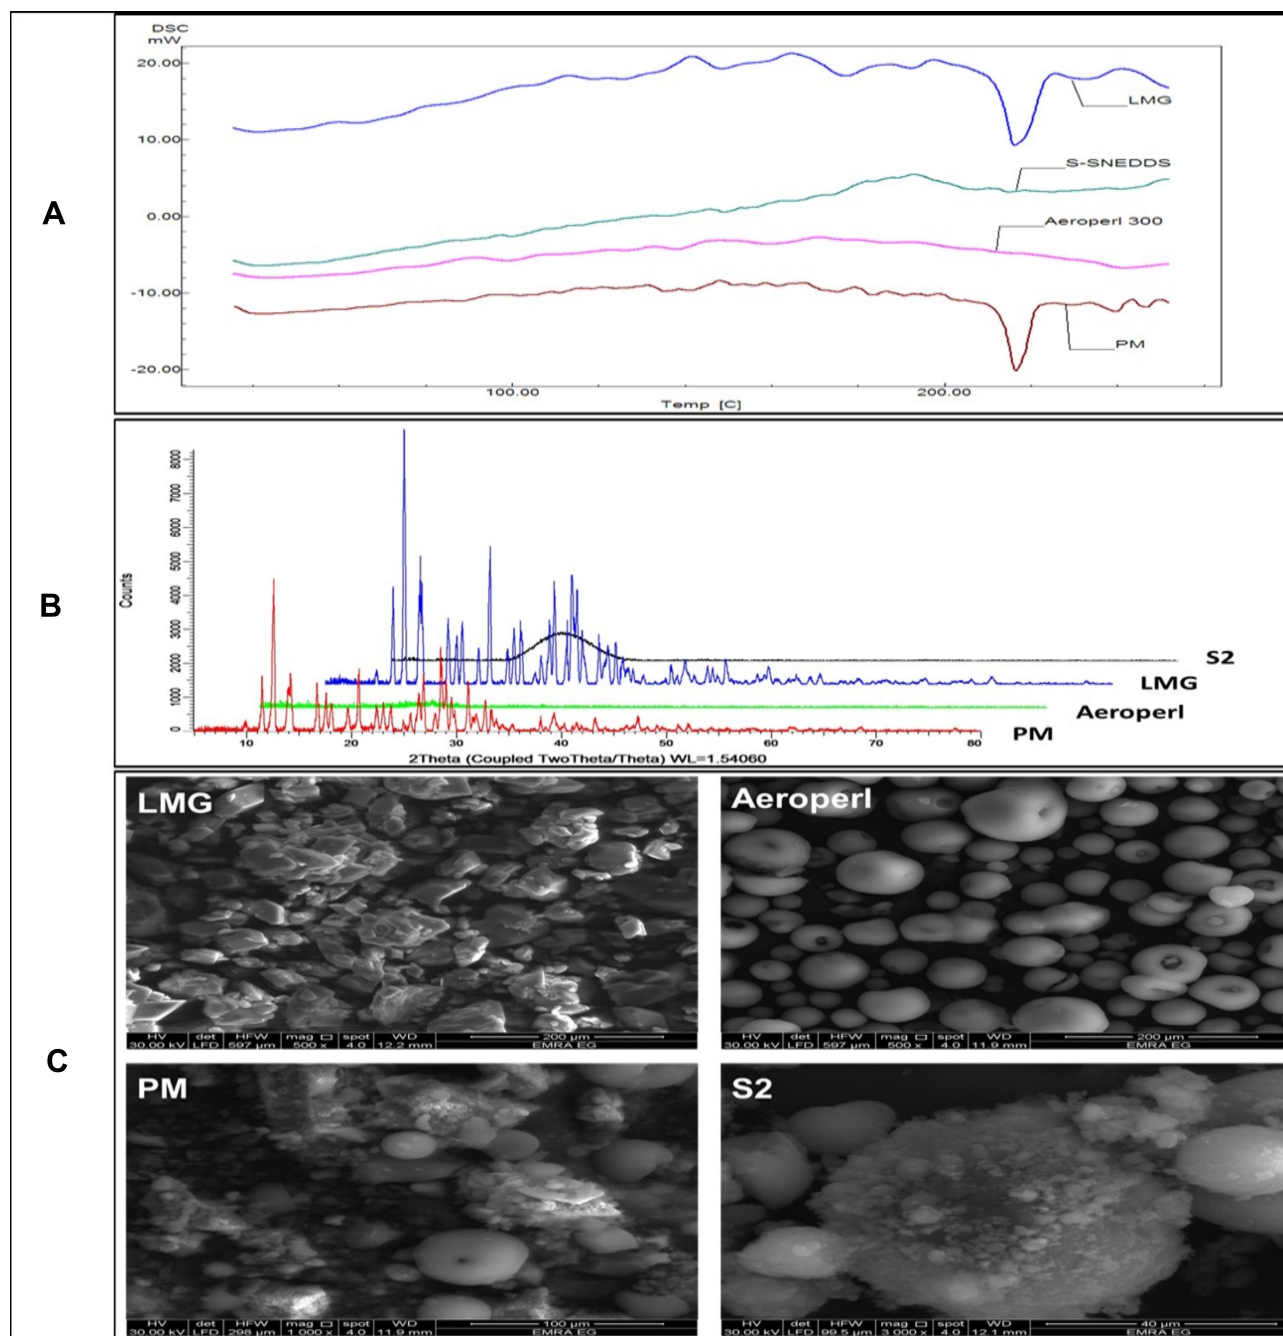 A
DSC
mW
20.00
10.00
0.00
-10.00
-20.00
LMG
S-SNEDDS
Aeroperl 300
PM
100.00
200.00
Temp [C]
B
Counts
8000
7000
6000
5000
4000
3000
2000
1000
0
S2
LMG
Aeroperl
PM
10
20
30
40
50
60
70
80
2Theta (Coupled TwoTheta/Theta) WL=1.54060
C
LMG
HV det HFW mag □ spot WD 200 µm
30.00 kV LFD 597 µm 500 x 4.0 12.2 mm EMRA EG
Aeroperl
HV det HFW mag □ spot WD 200 µm
30.00 kV LFD 597 µm 500 x 4.0 11.9 mm EMRA EG
PM
HV det HFW mag □ spot WD 100 µm
30.00 kV LFD 298 µm 1 000 x 4.0 11.9 mm EMRA EG
S2
HV det HFW mag □ spot WD 40 µm
30.00 kV LFD 99.5 µm 3 000 x 4.0 12.1 mm EMRA EG